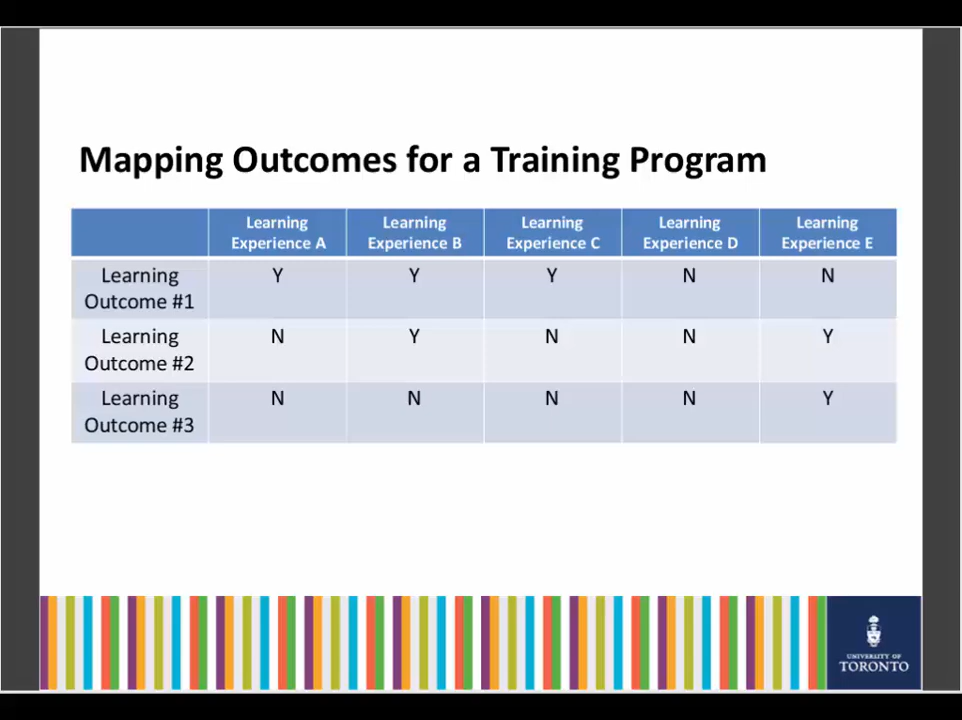 Mapping Outcomes for a Training Program
Learning Experience A
Learning Experience B
Learning Experience C
Learning Experience D
Learning Experience E
Learning Outcome #1
Y
Y
Y
N
N
Learning Outcome #2
N
Y
N
N
Y
Learning Outcome #3
N
N
N
N
Y
UNIVERSITY OF
TORONTO